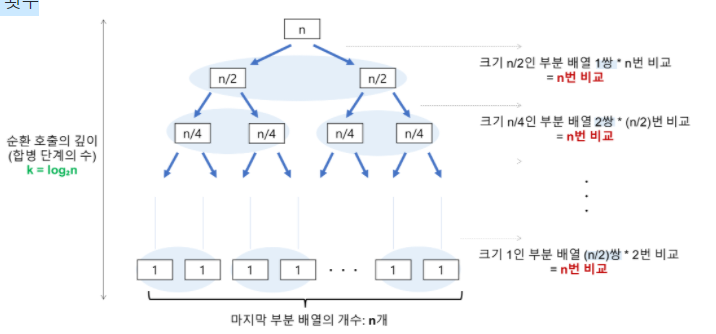 횟수
n
크기 n/2인 부분 배열 1쌍 * n번 비교
= n번 비교
n/2 n/2
크기 n/4인 부분 배열 2쌍 * (n/2)번 비교
= n번 비교
n/4 n/4 n/4 n/4
순환 호출의 깊이
(합병 단계의 수)
k = log₂n
크기 1인 부분 배열 (n/2)쌍 * 2번 비교
= n번 비교
1 1 1 1 · · · 1 1
마지막 부분 배열의 개수: n개